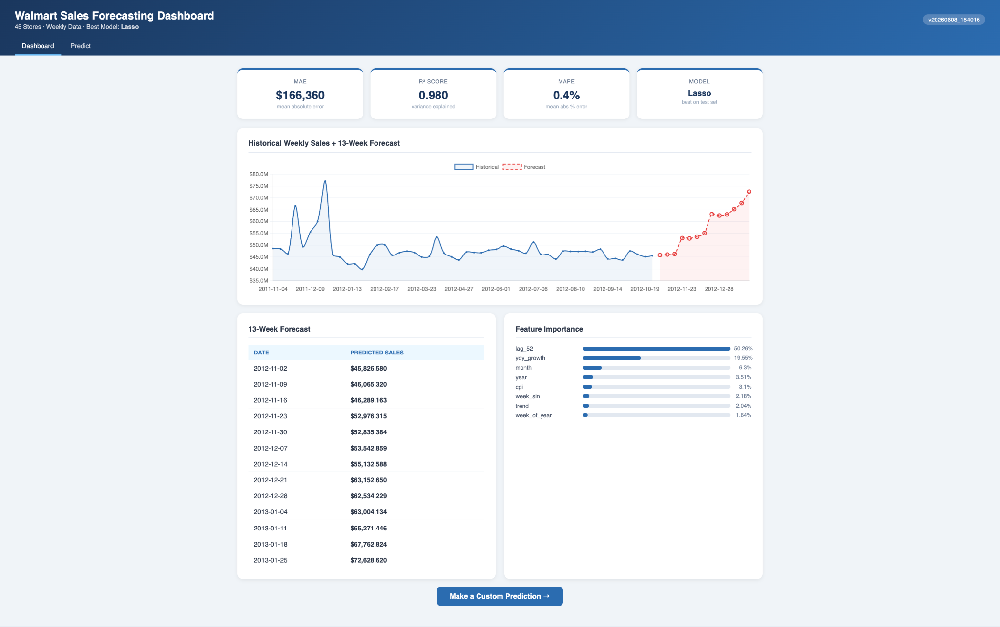 Walmart Sales Forecasting Dashboard
45 Stores · Weekly Data · Best Model: Lasso
v20260608_154016
Dashboard
Predict
MAE
$166,360
mean absolute error
R² SCORE
0.980
variance explained
MAPE
0.4%
mean abs % error
MODEL
Lasso
best on test set
Historical Weekly Sales + 13-Week Forecast
Historical
Forecast
$80.0M
$75.0M
$70.0M
$65.0M
$60.0M
$55.0M
$50.0M
$45.0M
$40.0M
$35.0M
2011-11-04 2011-12-09 2012-01-13 2012-02-17 2012-03-23 2012-04-27 2012-06-01 2012-07-06 2012-08-10 2012-09-14 2012-10-19 2012-11-23 2012-12-28
13-Week Forecast
DATE PREDICTED SALES
2012-11-02 $45,826,580
2012-11-09 $46,065,320
2012-11-16 $46,289,163
2012-11-23 $52,976,315
2012-11-30 $52,835,384
2012-12-07 $53,542,859
2012-12-14 $55,132,588
2012-12-21 $63,152,650
2012-12-28 $62,534,229
2013-01-04 $63,004,134
2013-01-11 $65,271,446
2013-01-18 $67,762,824
2013-01-25 $72,628,620
Feature Importance
lag_52 50.26%
yoy_growth 19.55%
month 6.3%
year 3.51%
cpi 3.1%
week_sin 2.18%
trend 2.04%
week_of_year 1.64%
Make a Custom Prediction →